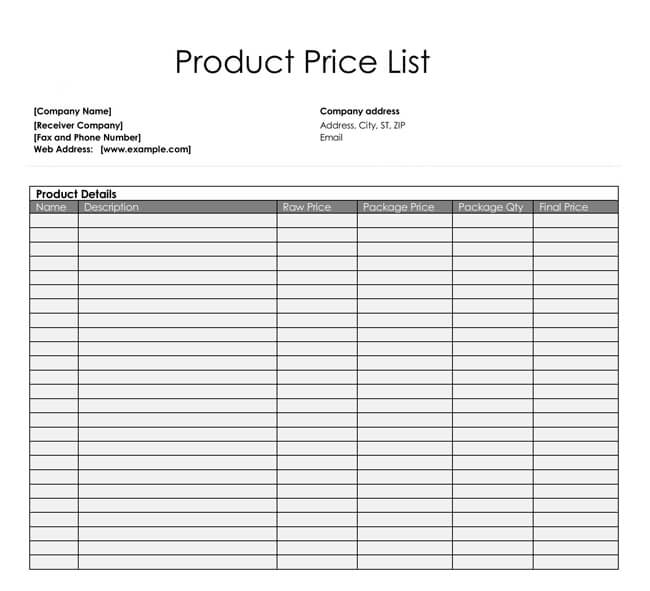 Product Price List
[Company Name]
[Receiver Company]
[Fax and Phone Number]
Web Address: [www.example.com]
Company address
Address, City, ST, ZIP
Email
Product Details
Name Description Raw Price Package Price Package Qty Final Price